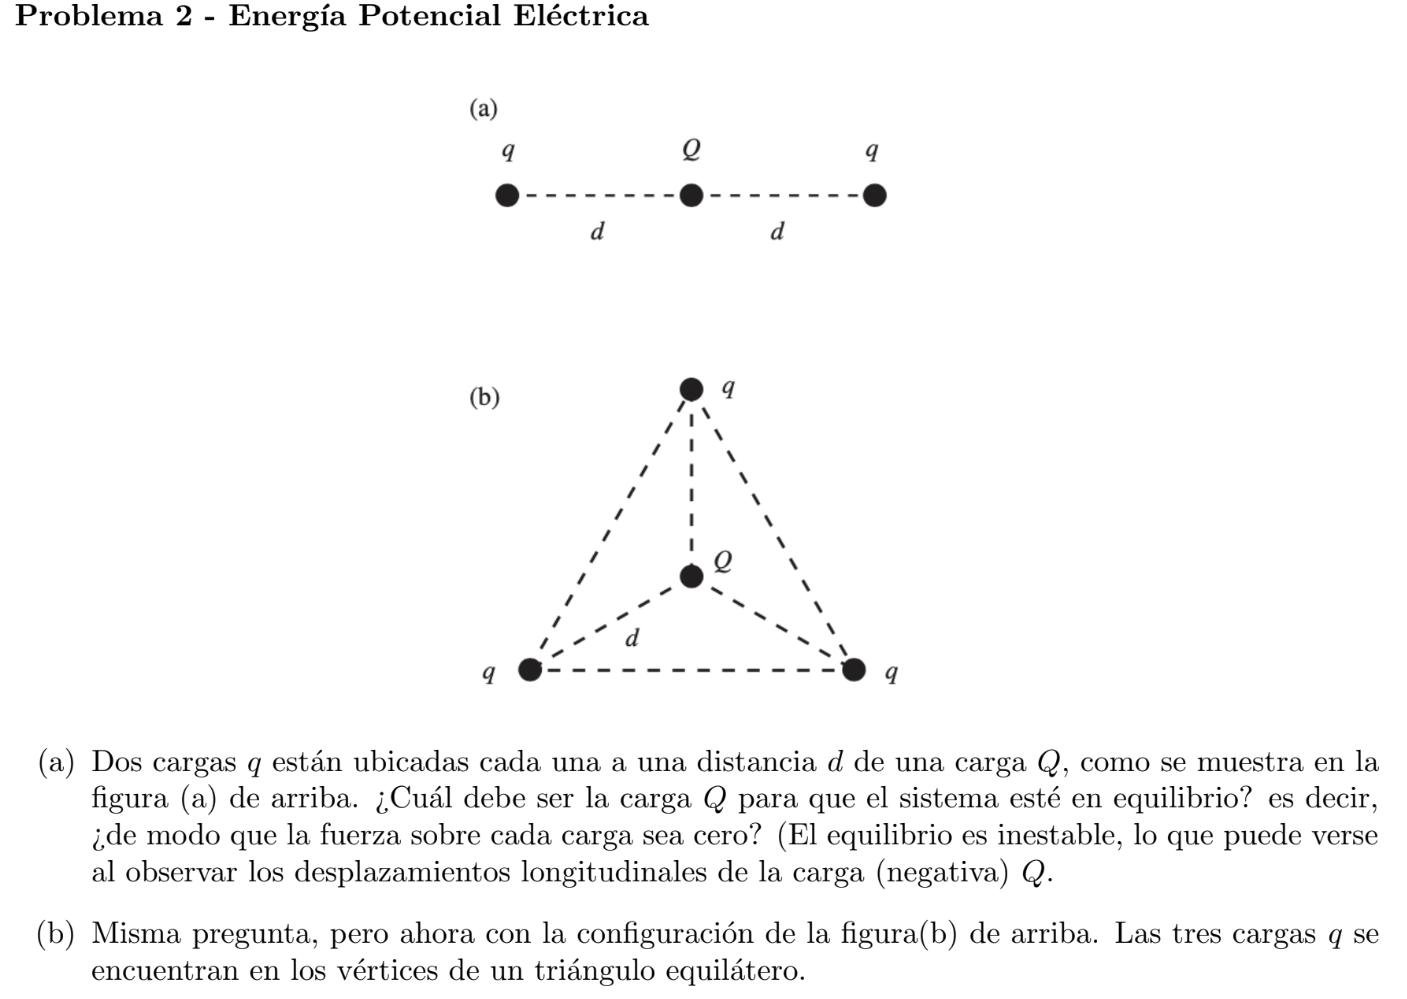 Problema 2 - Energía Potencial Eléctrica
(a)
q Q q
d d
(b)
q
Q
d
q q
(a) Dos cargas q están ubicadas cada una a una distancia d de una carga Q, como se muestra en la
figura (a) de arriba. ¿Cuál debe ser la carga Q para que el sistema esté en equilibrio? es decir,
¿de modo que la fuerza sobre cada carga sea cero? (El equilibrio es inestable, lo que puede verse
al observar los desplazamientos longitudinales de la carga (negativa) Q.
(b) Misma pregunta, pero ahora con la configuración de la figura(b) de arriba. Las tres cargas q se
encuentran en los vértices de un triángulo equilátero.